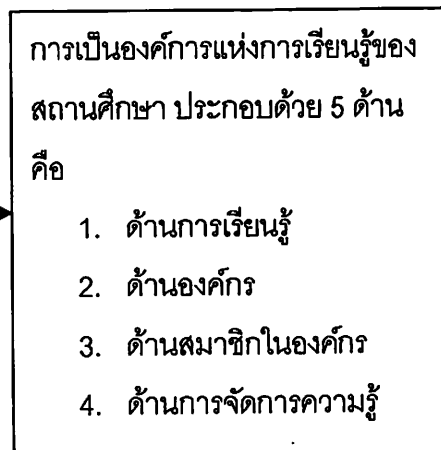 การเป็นองค์การแห่งการเรียนรู้ของ
สถานศึกษา ประกอบด้วย 5 ด้าน
คือ
1. ด้านการเรียนรู้
2. ด้านองค์กร
3. ด้านสมาชิกในองค์กร
4. ด้านการจัดการความรู้